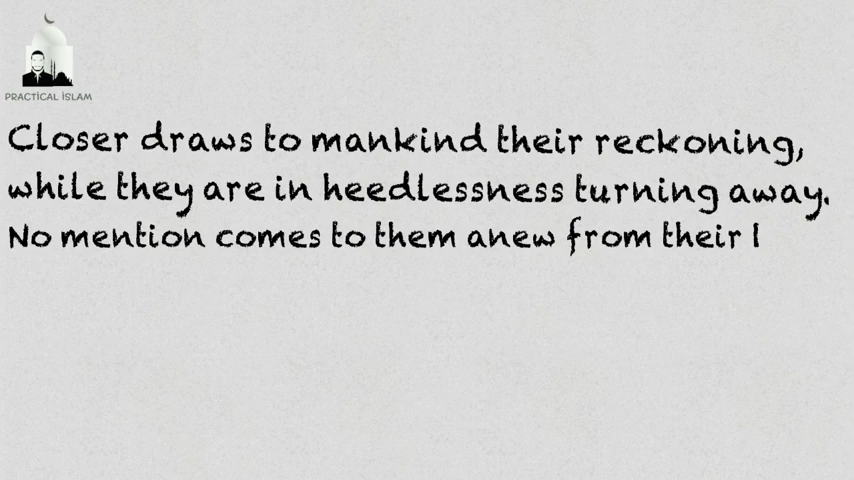 PRACTICAL ISLAM
Closer draws to mankind their reckoning,
while they are in heedlessness turning away.
No mention comes to them anew from their l